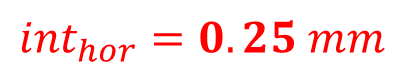 int_hor = 0.25 mm